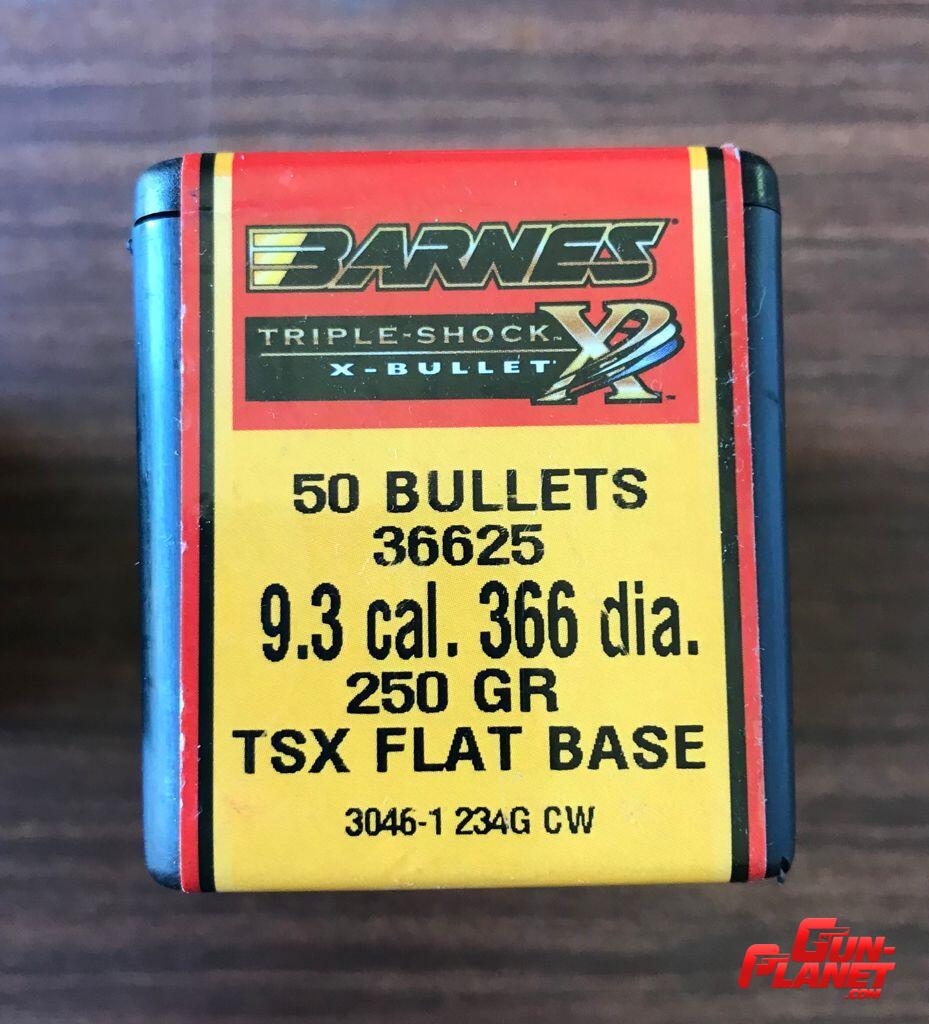 BARNES®
TRIPLE-SHOCK™
X-BULLET
X
50 BULLETS
36625
9.3 cal. 366 dia.
250 GR
TSX FLAT BASE
3046-1 234G CW
GUN-
PLANET
.COM